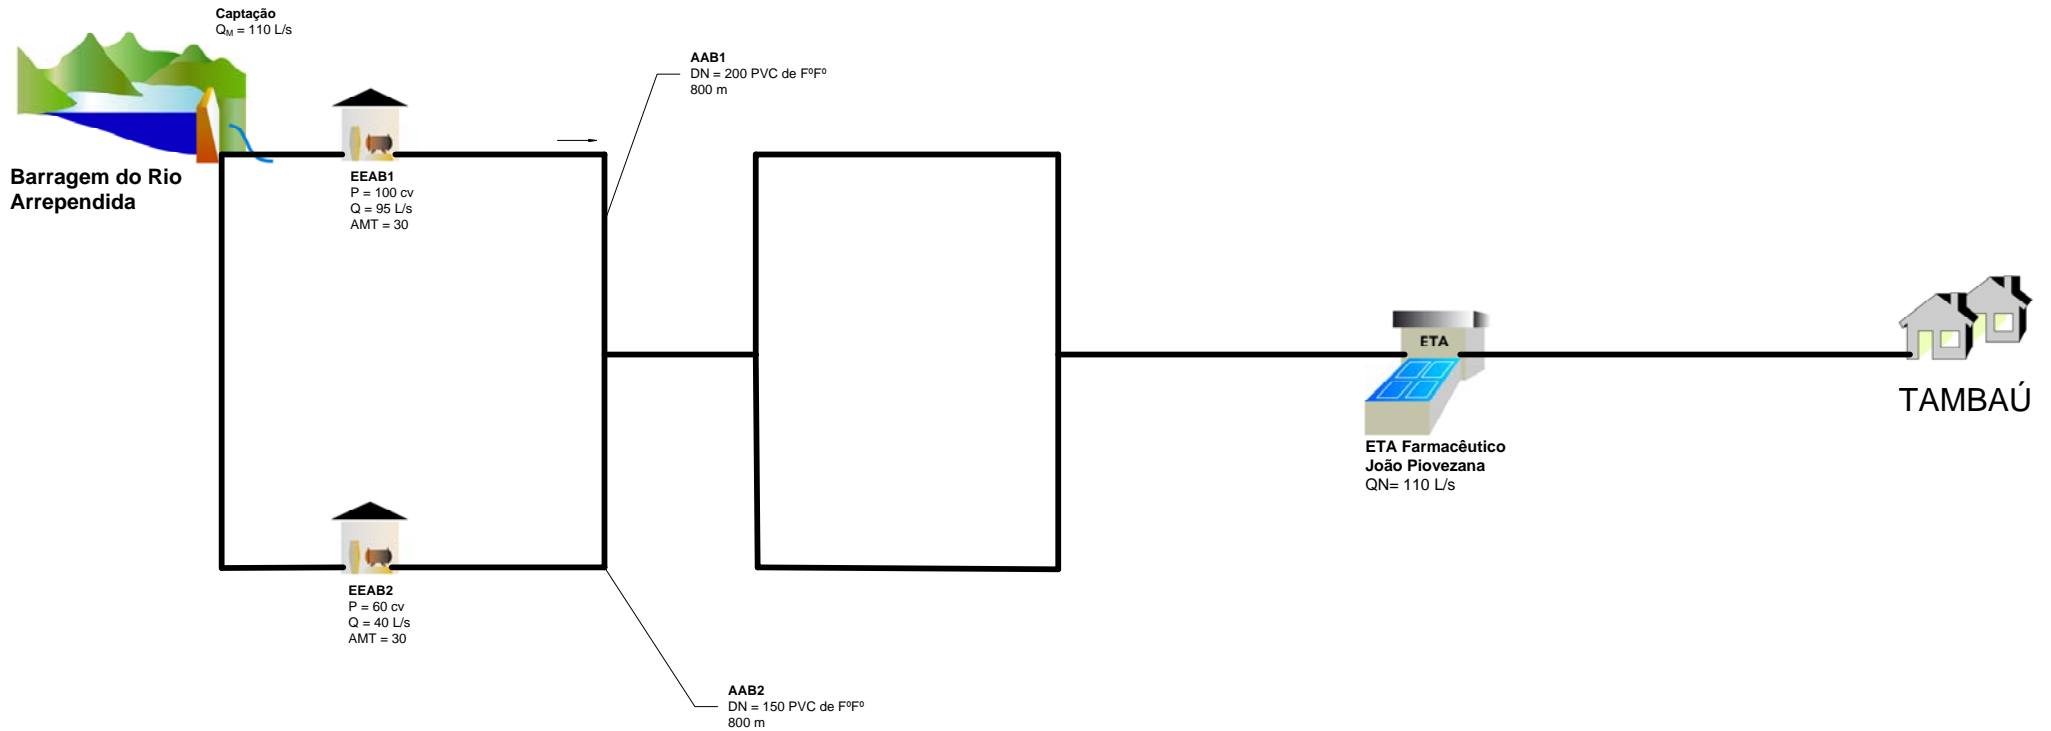 Captação
QM = 110 L/s
AAB1
DN = 200 PVC de FºFº
800 m
Barragem do Rio
Arrependida
EEAB1
P = 100 cv
Q = 95 L/s
AMT = 30
ETA
TAMBAÚ
ETA Farmacêutico
João Piovezana
QN= 110 L/s
EEAB2
P = 60 cv
Q = 40 L/s
AMT = 30
AAB2
DN = 150 PVC de FºFº
800 m